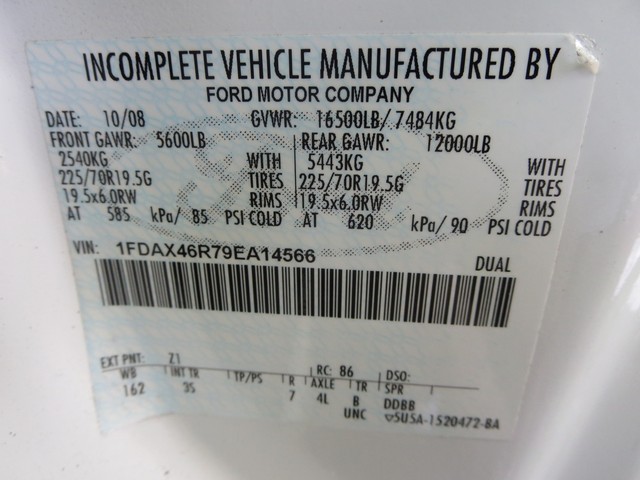 INCOMPLETE VEHICLE MANUFACTURED BY
FORD MOTOR COMPANY
DATE: 10/08 GVWR: 16500LB/ 7484KG
FRONT GAWR: 5600LB REAR GAWR: 12000LB
2540KG WITH 5443KG WITH
225/70R19.5G TIRES 225/70R19.5G TIRES
19.5x6.0RW RIMS 19.5x6.0RW RIMS
AT 585 kPa/ 85 PSI COLD AT 620 kPa/ 90 PSI COLD
VIN: 1FDAX46R79EA14566 DUAL
EXT PNT: Z1 RC: 86 DSO:
WB INT TR TP/PS R AXLE TR SPR
162 35 7 4L B DDBB
UNC 5U5A-1520472-BA